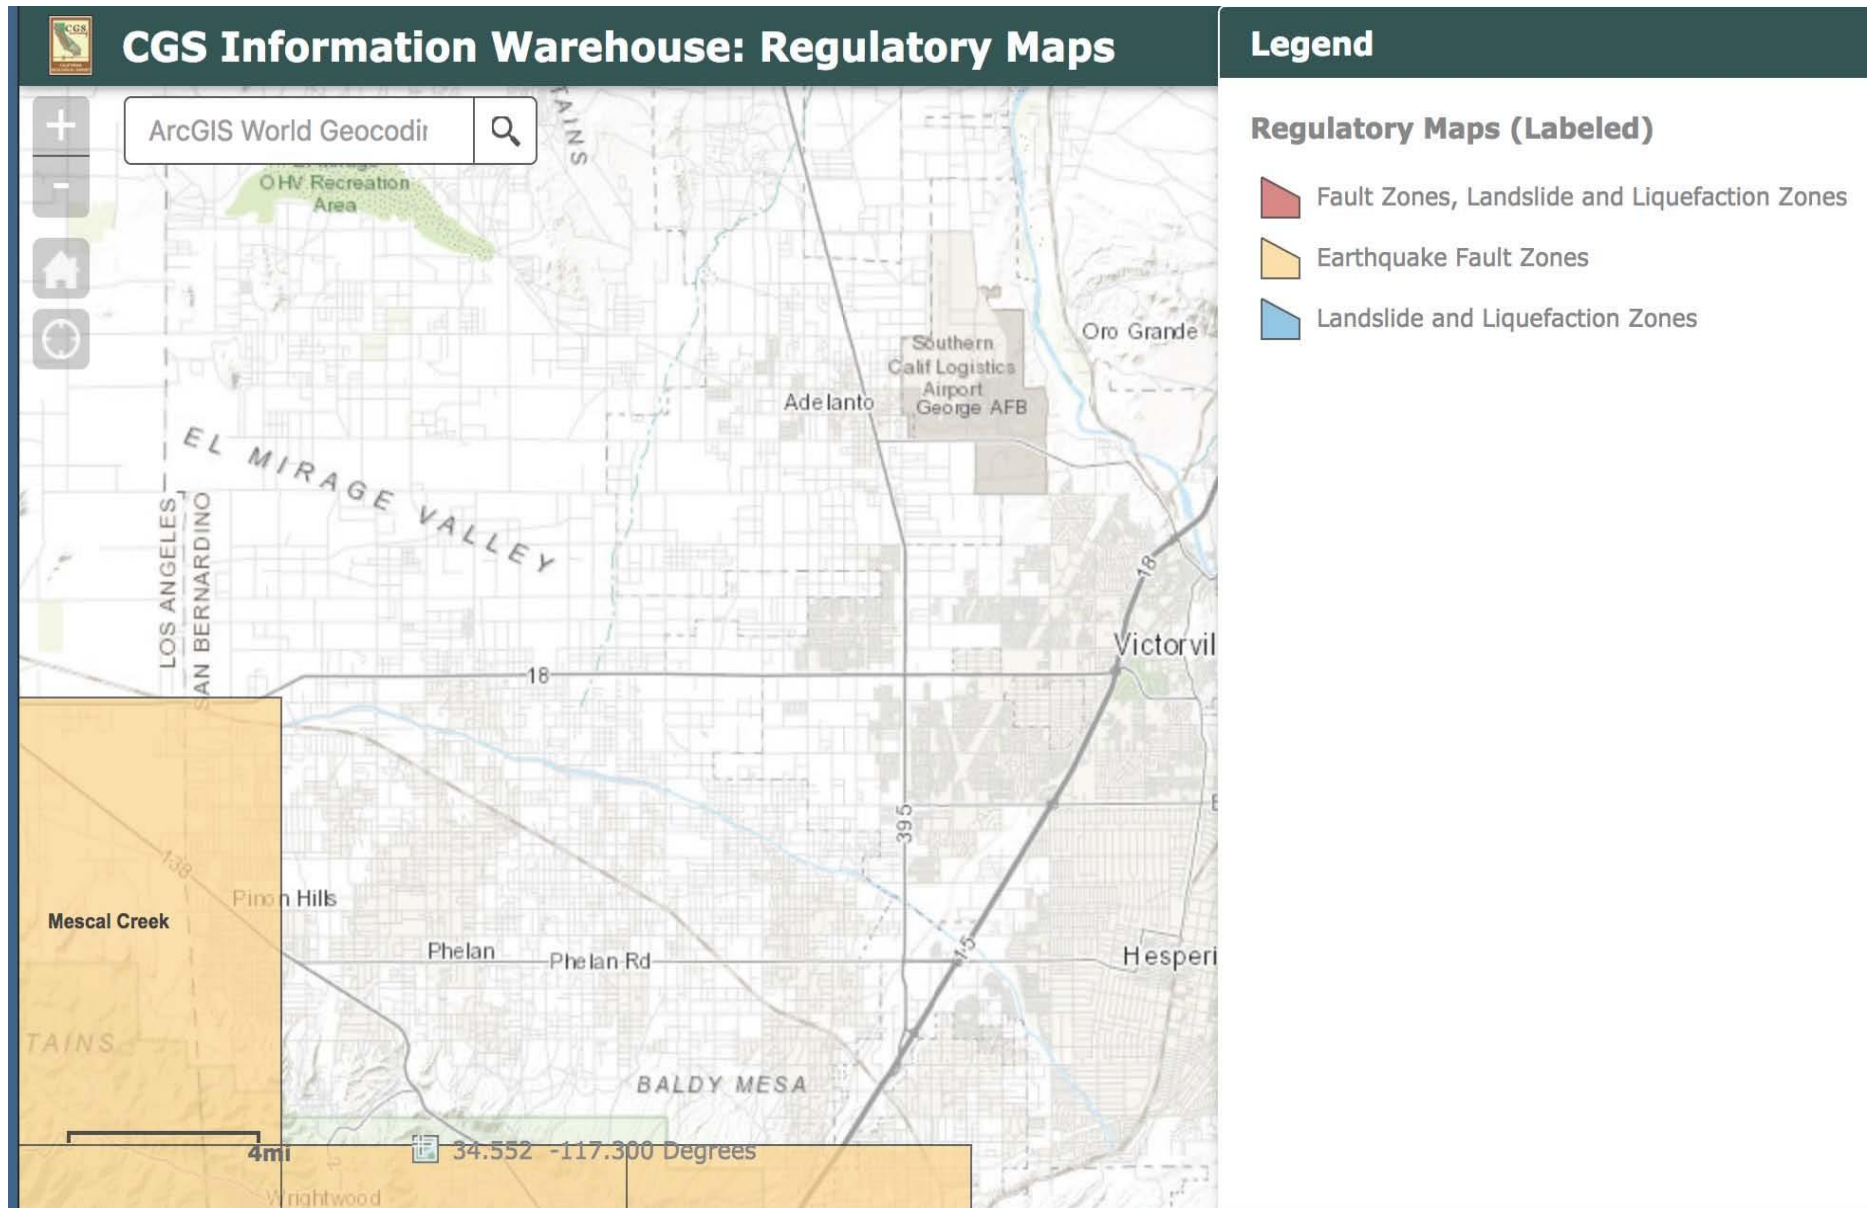 CGS
CGS Information Warehouse: Regulatory Maps
Legend
+
-
ArcGIS World Geocodir
TAINS
OHV Recreation
Area
Regulatory Maps (Labeled)
Fault Zones, Landslide and Liquefaction Zones
Earthquake Fault Zones
Landslide and Liquefaction Zones
Southern
Calif Logistics
Airport
George AFB
Oro Grande
Adelanto
EL MIRAGE VALLEY
LOS ANGELES
SAN BERNARDINO
18
Victorvil
18
395
138
Pinon Hills
Mescal Creek
Phelan
Phelan Rd
15
Hesperi
TAINS
BALDY MESA
4mi
34.552 -117.300 Degrees
Wrightwood